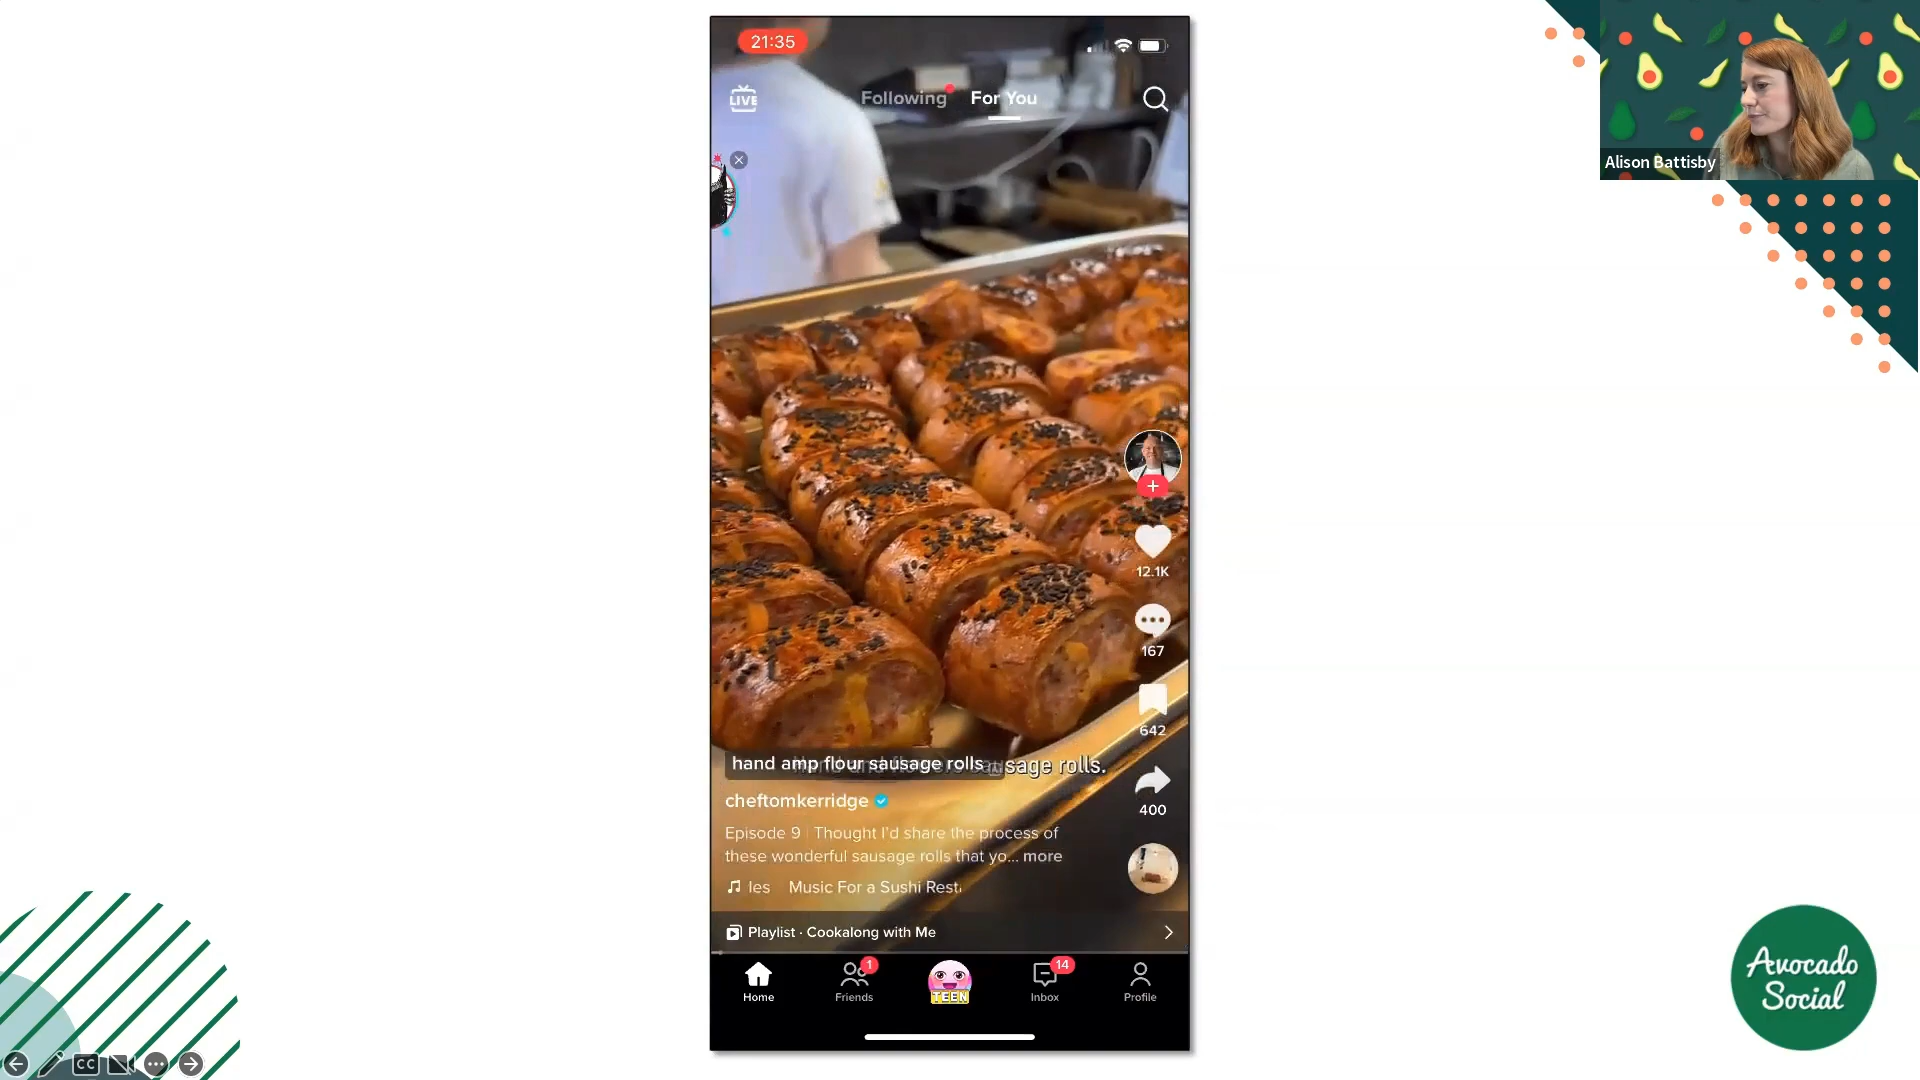 21:35
LIVE
Following
For You
Alison Battisby
12.1K
167
642
hand amp flour sausage rolls
sage rolls.
400
cheftomkerridge
Episode 9 | Thought I'd share the process of
these wonderful sausage rolls that yo... more
les
Music For a Sushi Rest
Playlist · Cookalong with Me
1
14
TEEN
Home
Friends
Inbox
Profile
Avocado
Social
CC